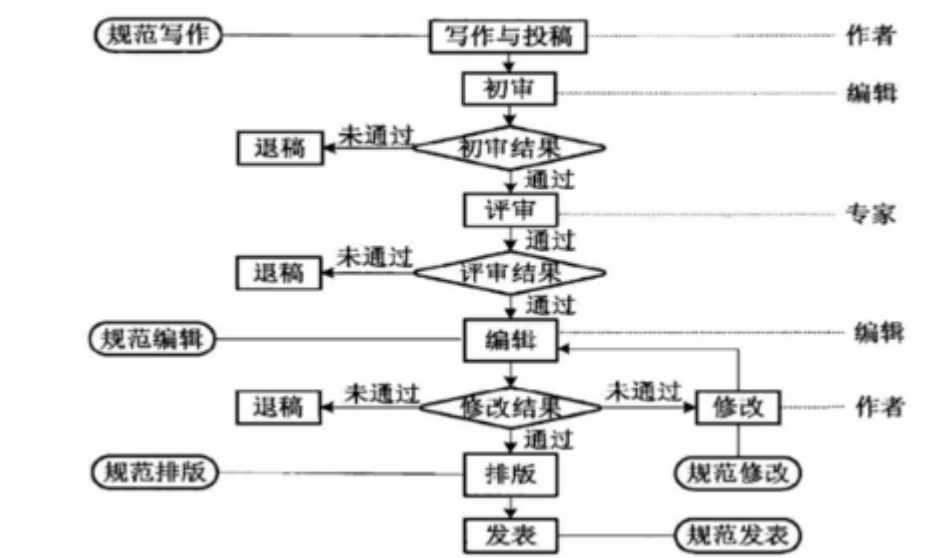 规范写作 写作与投稿 作者
初审 编辑
退稿 未通过 初审结果
通过
评审 专家
通过
退稿 未通过 评审结果
通过
规范编辑 编辑 编辑
退稿 未通过 修改结果 未通过 修改 作者
通过
规范排版 排版 规范修改
发表 规范发表